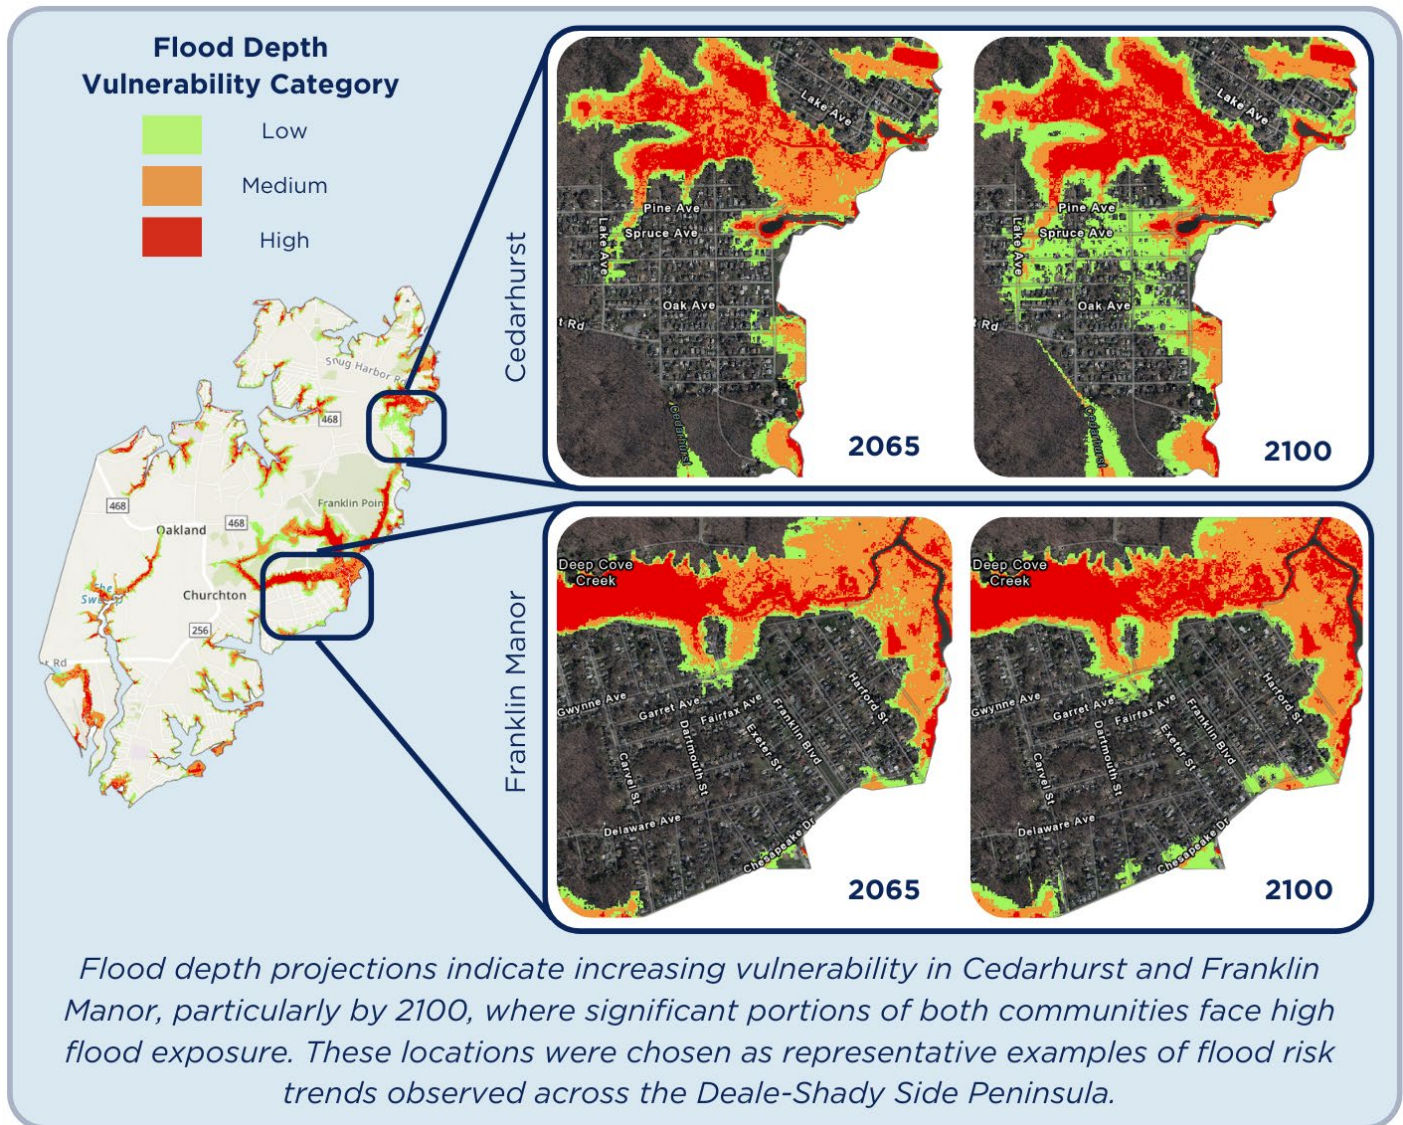 Flood Depth
Vulnerability Category
Low
Medium
High
Snug Harbor
468
468
Franklin Poin
468
Oakland
Churchton
256
Rd
Cedarhurst
Lake Ave
Pine Ave
Spruce Ave
Lake Ave
Oak Ave
t Rd
Cedarhurst
2065
Lake Ave
Pine Ave
Spruce Ave
Lake Ave
Oak Ave
t Rd
Cedarhurst
2100
Franklin Manor
Deep Cove
Creek
Gwynne Ave
Garret Ave
Fairfax Ave
Franklin Blvd
Harford St
Dartmouth St
Exeter St
Carvel St
Delaware Ave
Chesapeake Dr
2065
Deep Cove
Creek
Gwynne Ave
Garret Ave
Fairfax Ave
Franklin Blvd
Harford St
Dartmouth St
Exeter St
Carvel St
Delaware Ave
Chesapeake Dr
2100
Flood depth projections indicate increasing vulnerability in Cedarhurst and Franklin
Manor, particularly by 2100, where significant portions of both communities face high
flood exposure. These locations were chosen as representative examples of flood risk
trends observed across the Deale-Shady Side Peninsula.